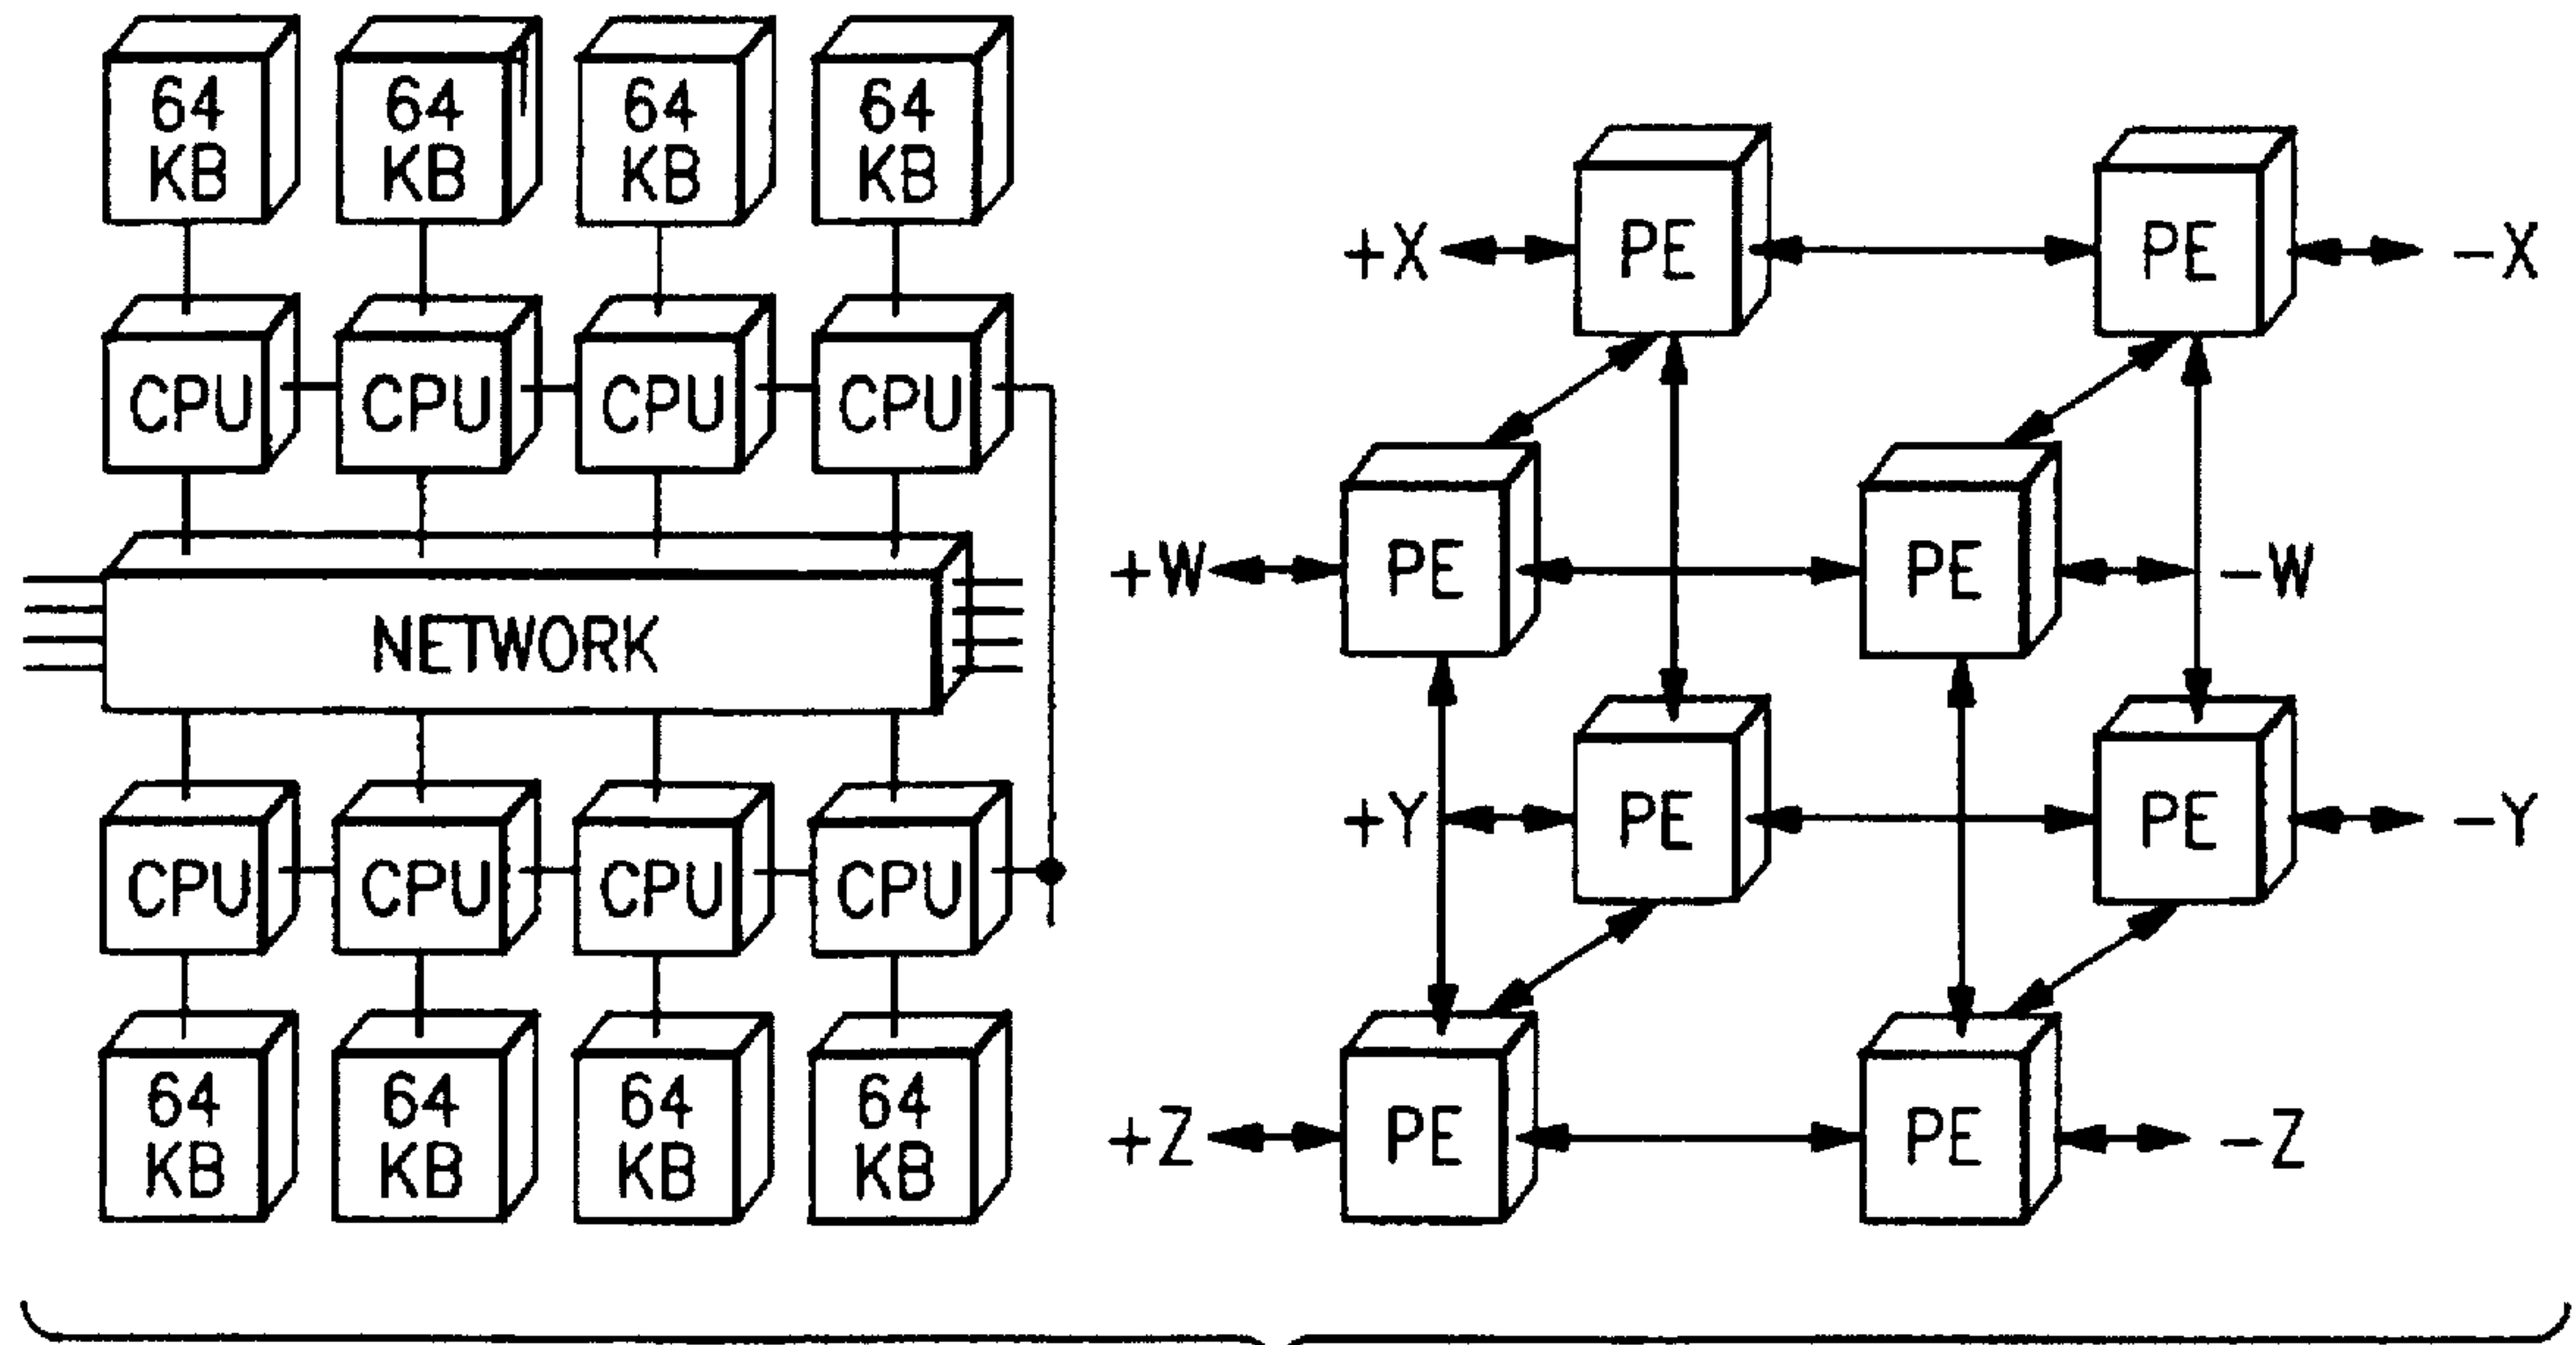 64 KB 64 KB 64 KB 64 KB
CPU CPU CPU CPU
NETWORK
CPU CPU CPU CPU
64 KB 64 KB 64 KB 64 KB
+X PE PE −X
+W PE PE −W
+Y PE PE −Y
+Z PE PE −Z